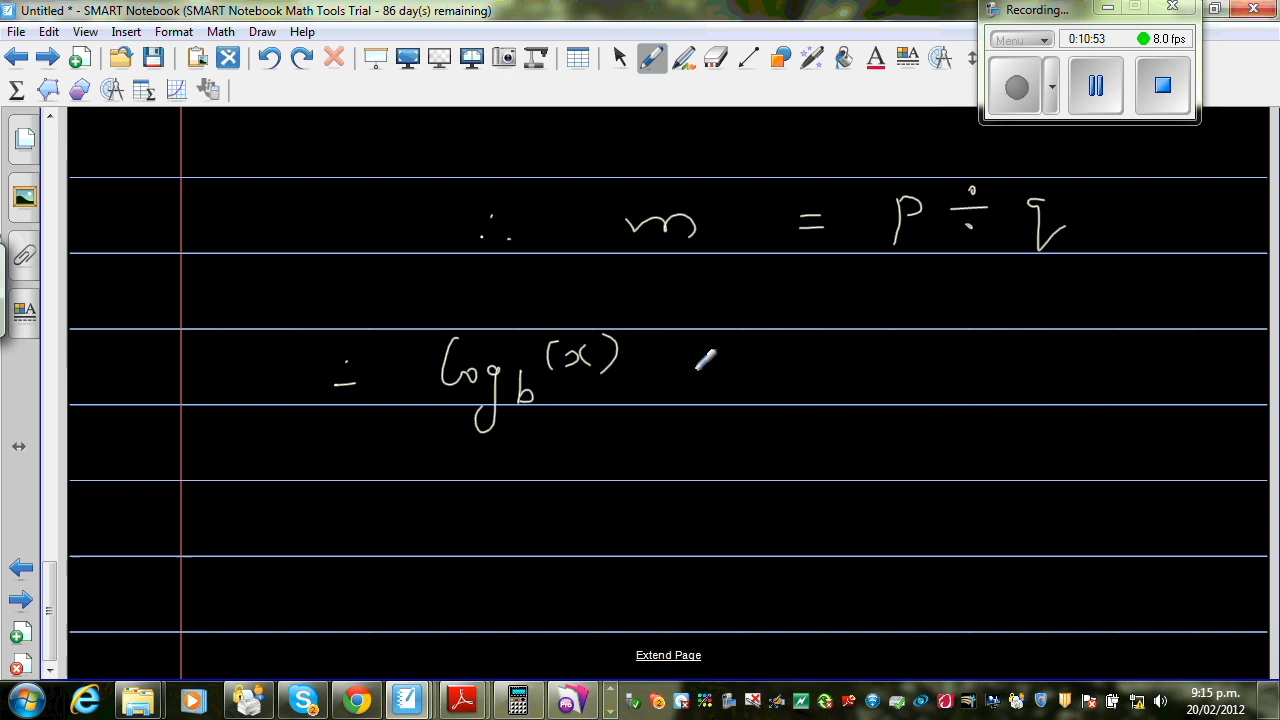 Untitled * - SMART Notebook (SMART Notebook Math Tools Trial - 86 day(s) remaining)
Recording...
File Edit View Insert Format Math Draw Help
Menu 0:10:53 8.0 fps
∴ m = p ÷ q
∴ log_b(x)
Extend Page
9:15 p.m.
20/02/2012